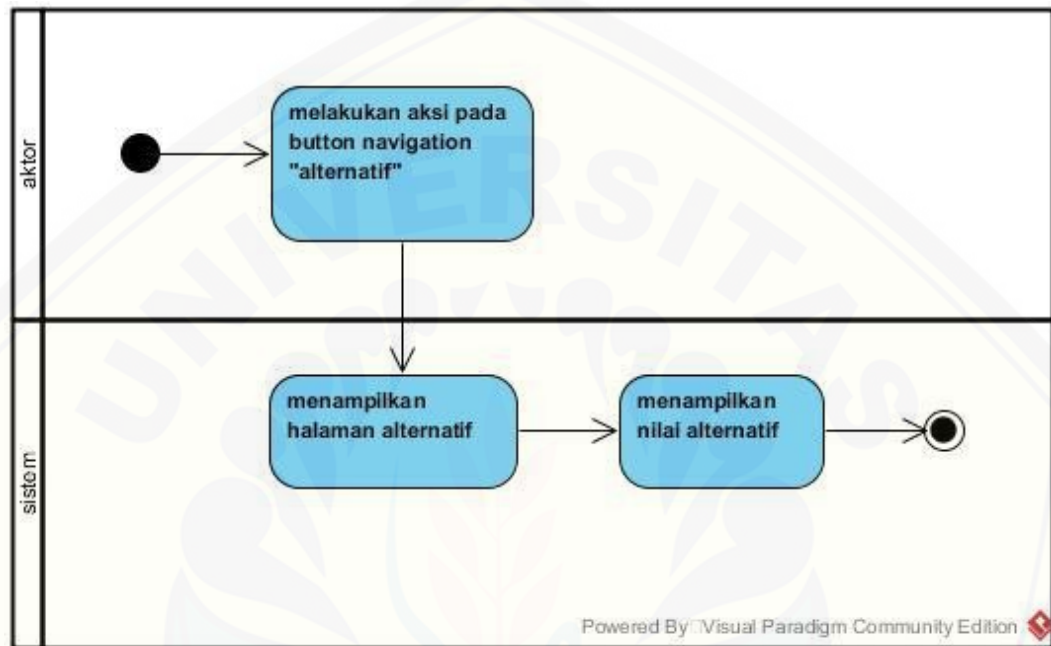 aktor
melakukan aksi pada
button navigation
"alternatif"
UNIVERSITAS
sistem
menampilkan
halaman alternatif
menampilkan
nilai alternatif
Powered By Visual Paradigm Community Edition